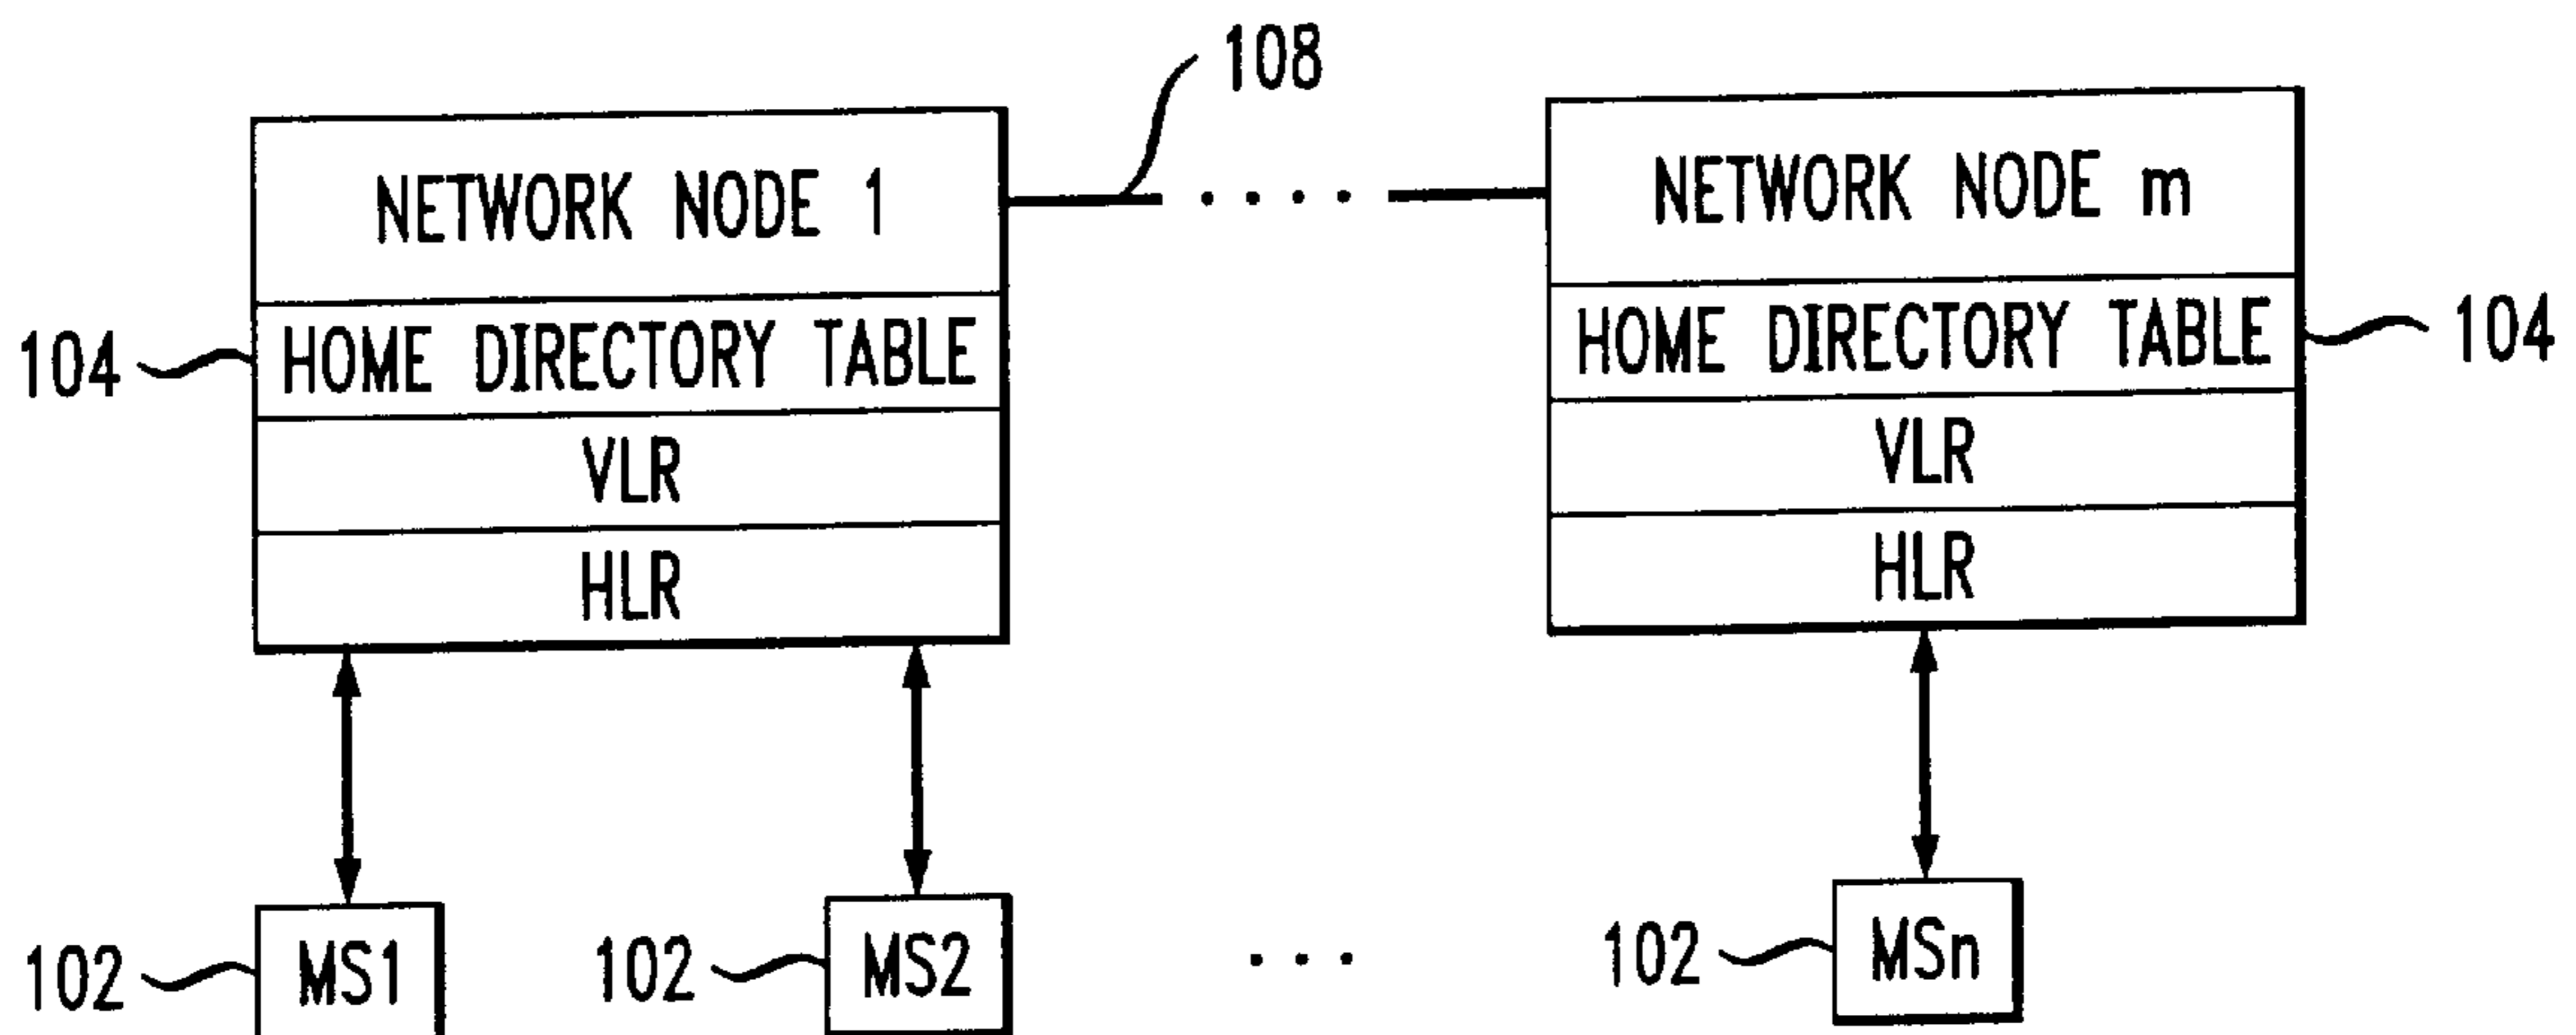 108
NETWORK NODE 1
NETWORK NODE m
104
HOME DIRECTORY TABLE
HOME DIRECTORY TABLE
104
VLR
VLR
HLR
HLR
102
MS1
102
MS2
102
MSn